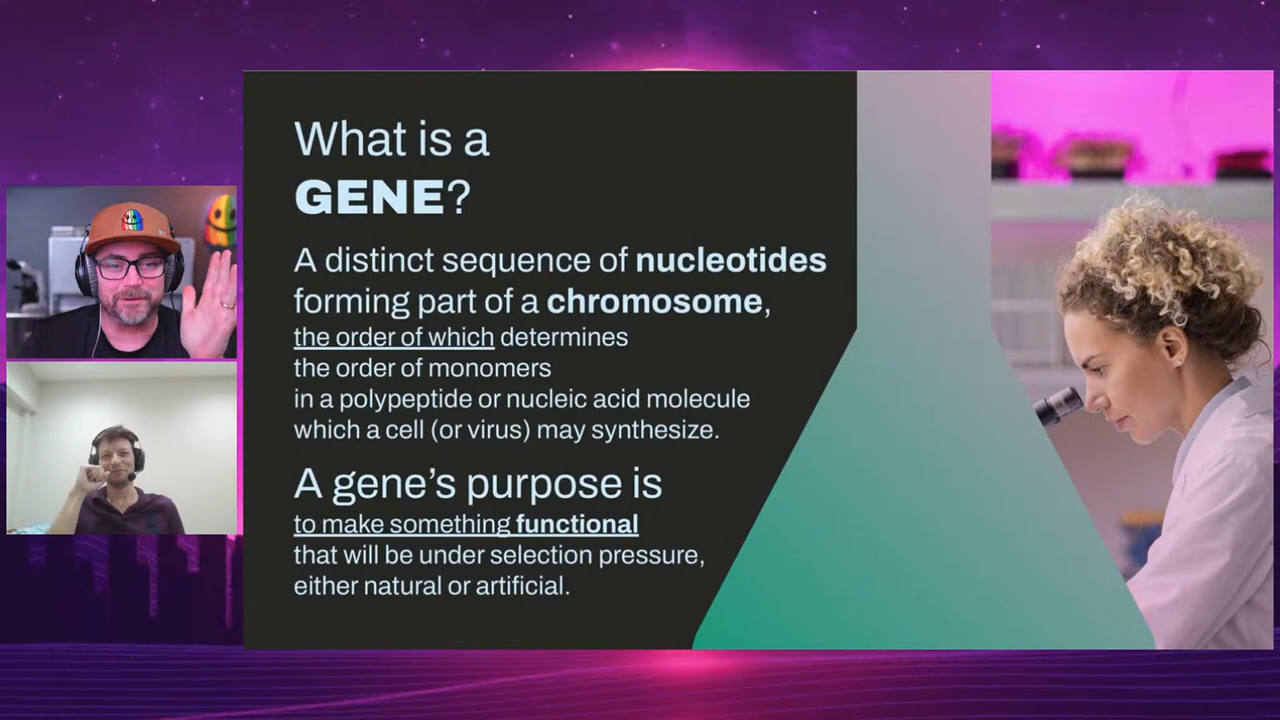 What is a
GENE?
A distinct sequence of nucleotides
forming part of a chromosome,
the order of which determines
the order of monomers
in a polypeptide or nucleic acid molecule
which a cell (or virus) may synthesize.
A gene’s purpose is
to make something functional
that will be under selection pressure,
either natural or artificial.